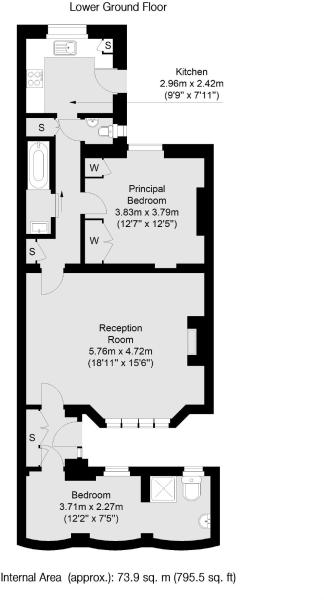 Lower Ground Floor
S
Kitchen
2.96m x 2.42m
(9'9" x 7'11")
S
W
Principal
Bedroom
3.83m x 3.79m
(12'7" x 12'5")
W
S
Reception
Room
5.76m x 4.72m
(18'11" x 15'6")
S
Bedroom
3.71m x 2.27m
(12'2" x 7'5")
Internal Area (approx.): 73.9 sq. m (795.5 sq. ft)